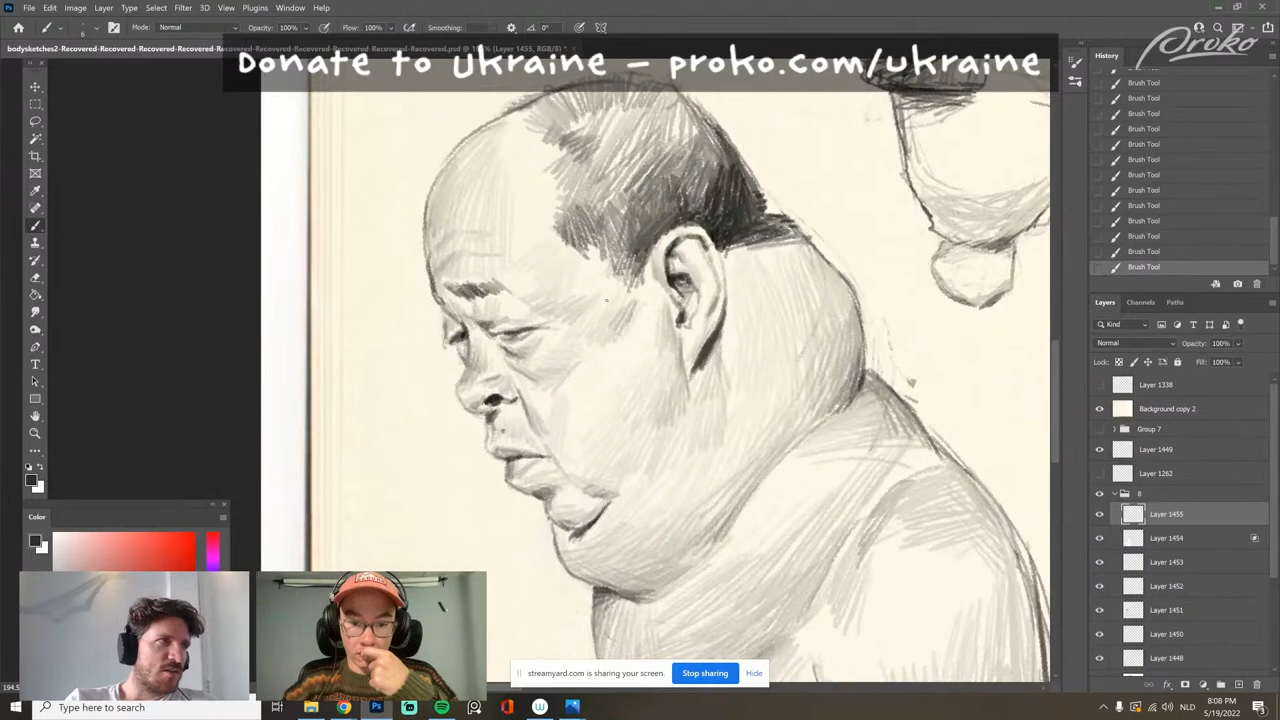 File Edit Image Layer Type Select Filter 3D View Plugins Window Help
6 Mode: Normal Opacity: 100% Flow: 100% Smoothing: 0°
Proko
Donate to Ukraine – proko.com/ukraine
History
Brush Tool
Brush Tool
Brush Tool
Brush Tool
Brush Tool
Brush Tool
Brush Tool
Brush Tool
Brush Tool
Brush Tool
Brush Tool
Brush Tool
Brush Tool
Layers Channels Paths
Kind
Normal Opacity: 100%
Lock: Fill: 100%
Layer 1338
Background copy 2
Group 7
Layer 1449
Layer 1262
8
Layer 1455
Layer 1454
Layer 1453
Layer 1452
Layer 1451
Layer 1450
Layer 1448
Color
streamyard.com is sharing your screen. Stop sharing Hide
Type here to search
NLD
8:08 PM
5/19/2022